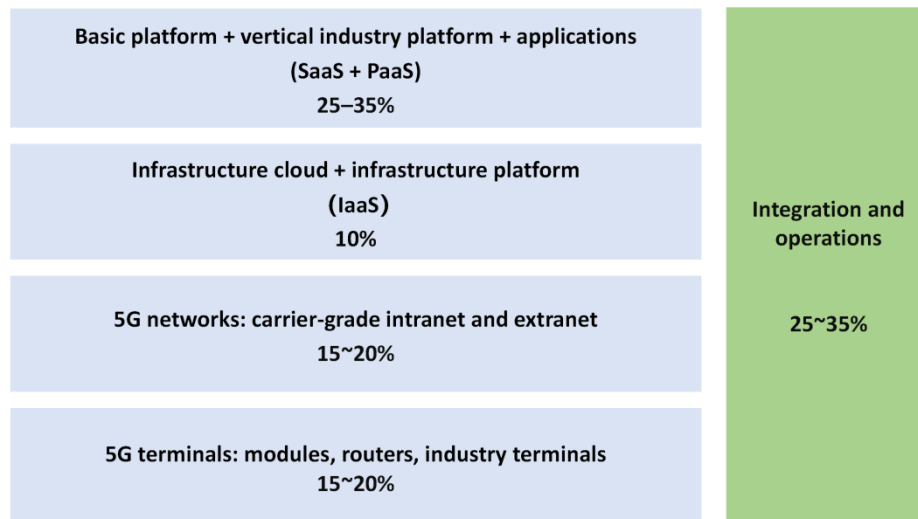 Basic platform + vertical industry platform + applications
(SaaS + PaaS)
25–35%
Infrastructure cloud + infrastructure platform
(IaaS)
10%
5G networks: carrier-grade intranet and extranet
15~20%
5G terminals: modules, routers, industry terminals
15~20%
Integration and
operations
25~35%